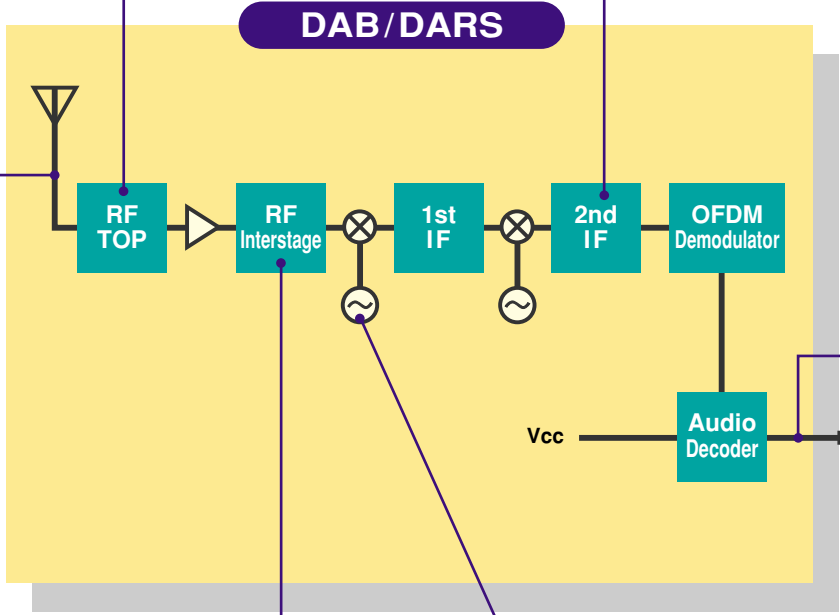 DAB/DARS
RF
TOP
RF
Interstage
1st
IF
2nd
IF
OFDM
Demodulator
Vcc
Audio
Decoder